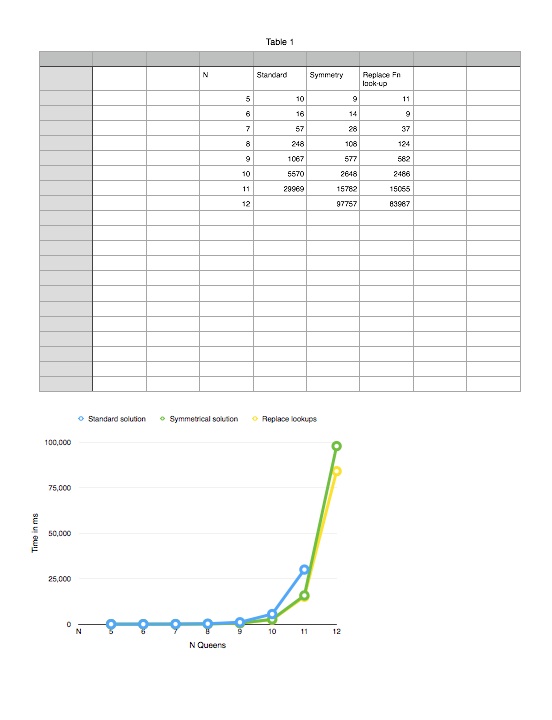 Table 1
N Standard Symmetry Replace Fn
look-up
5 10 9 11
6 16 14 9
7 57 28 37
8 248 108 124
9 1067 577 582
10 5570 2648 2486
11 29969 15782 15055
12 97757 83987
Standard solution Symmetrical solution Replace lookups
100,000
75,000
50,000
25,000
0
Time in ms
N 5 6 7 8 9 10 11 12
N Queens